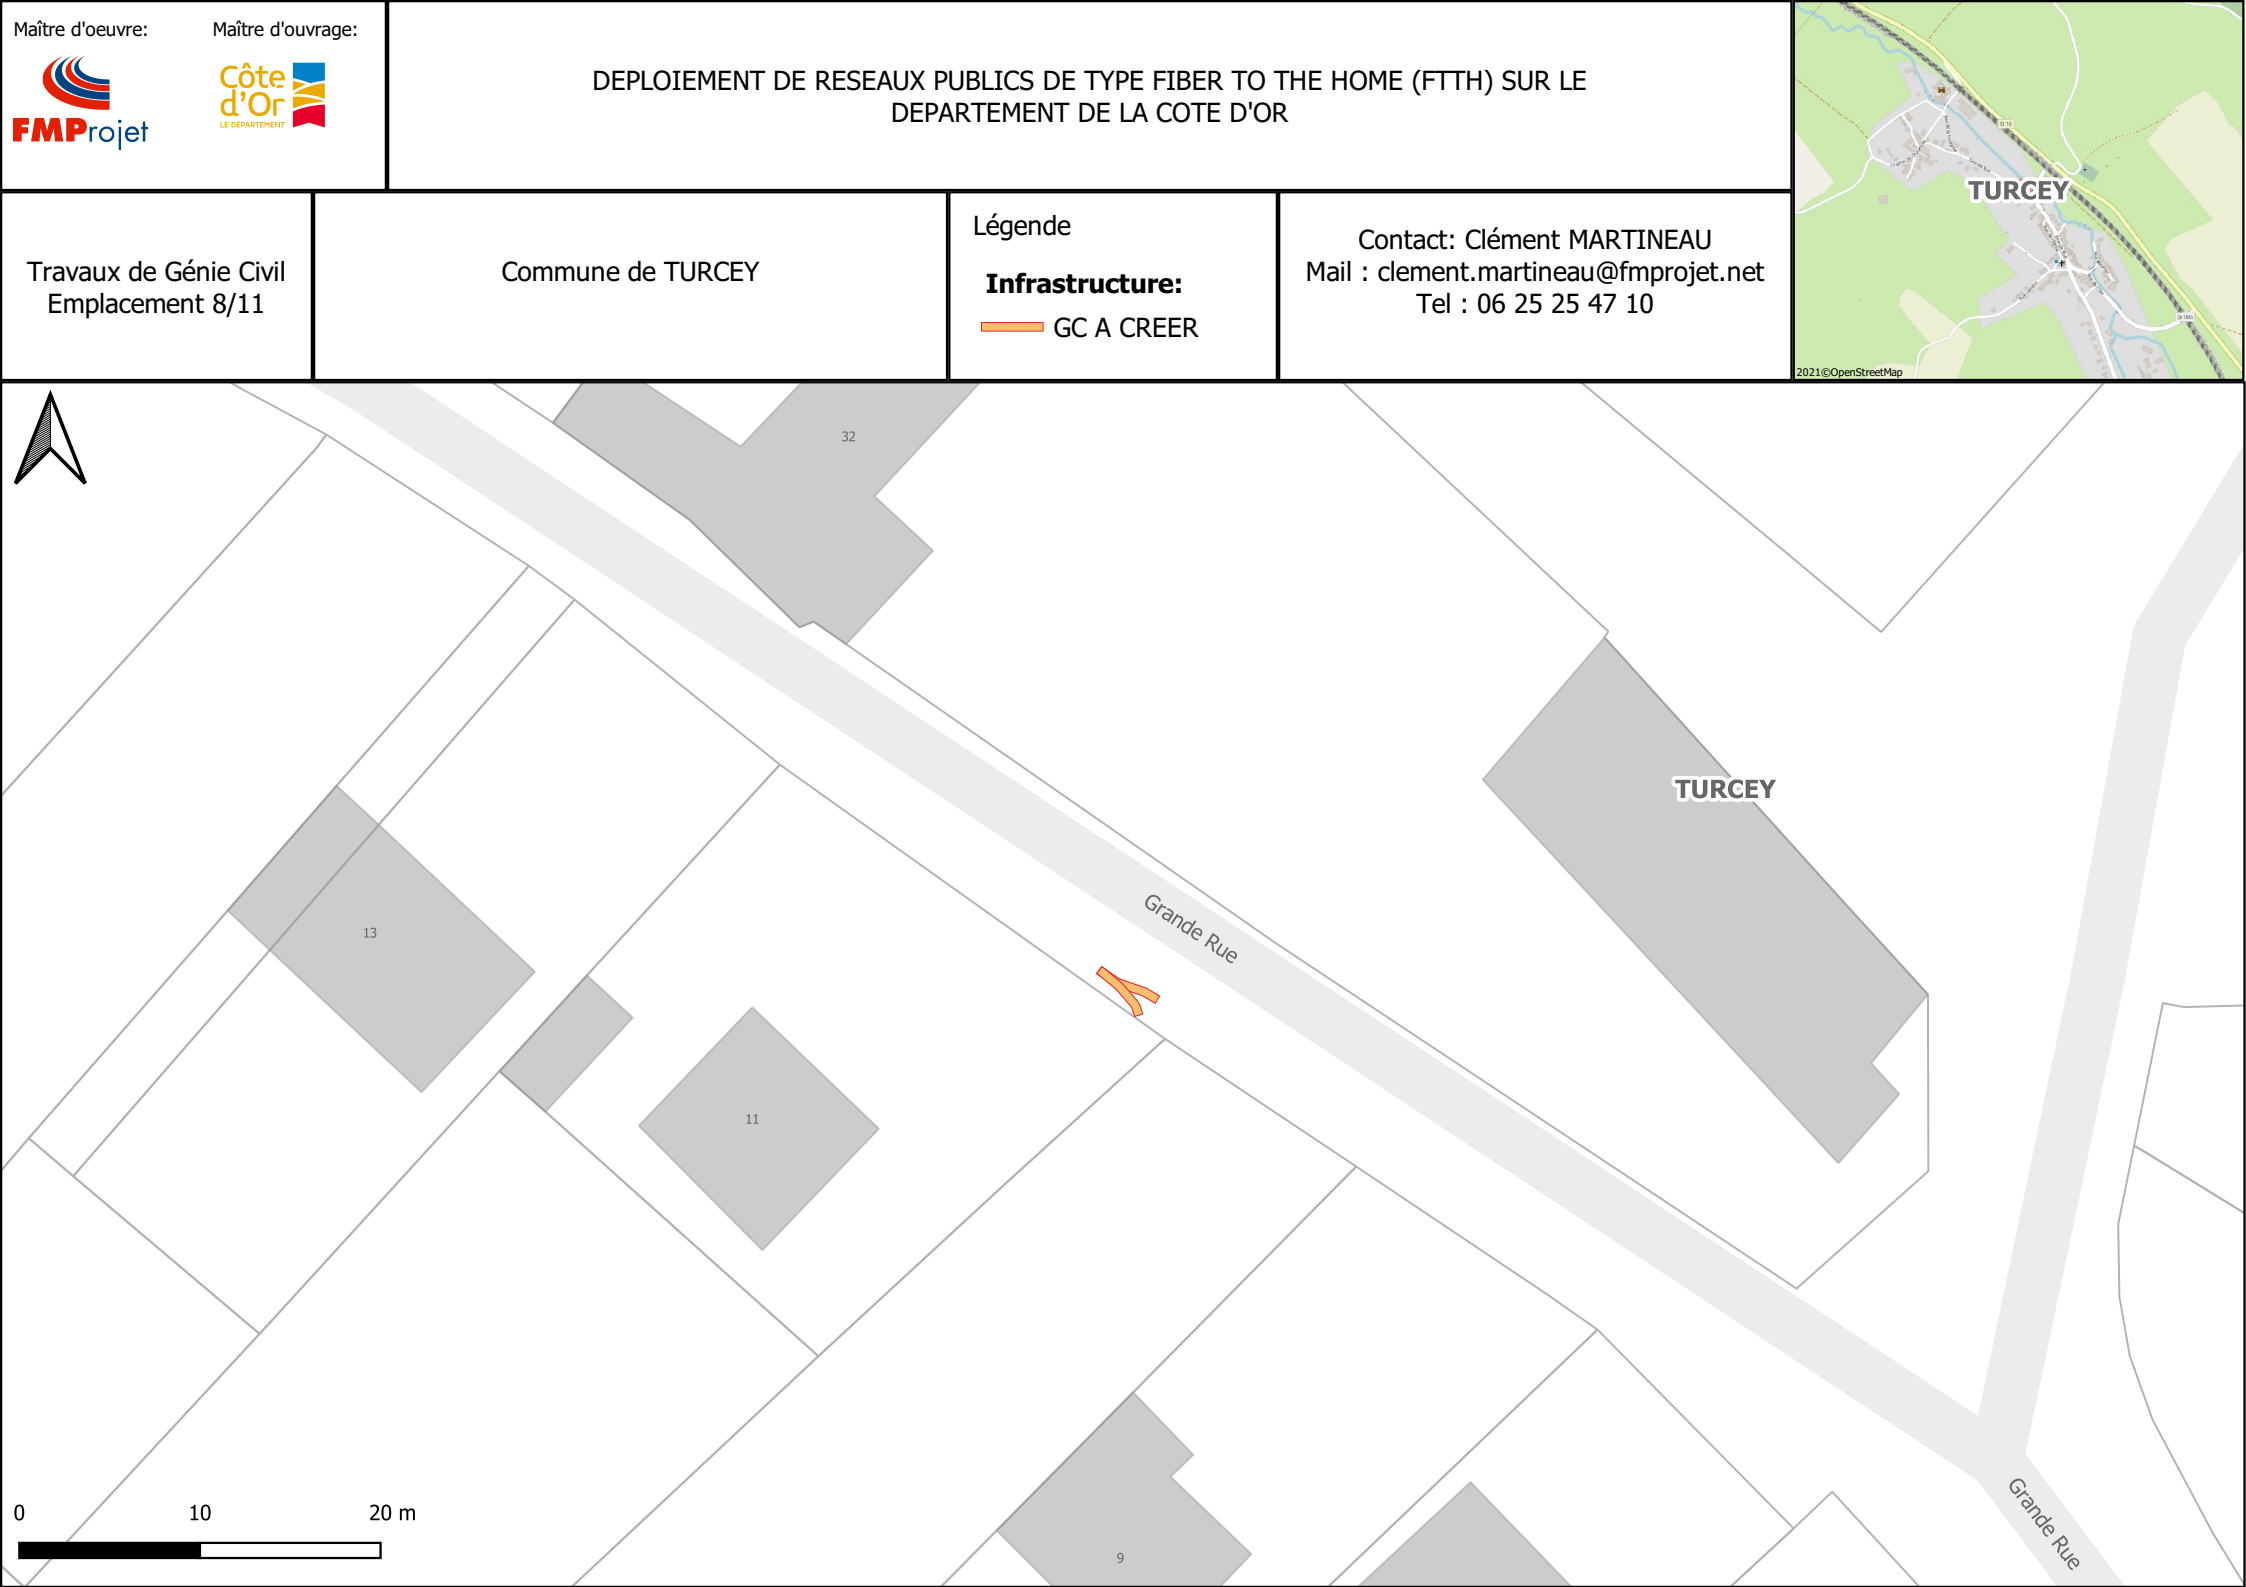 Maître d'oeuvre:
Maître d'ouvrage:
FMProjet
Côte
d'Or
LE DÉPARTEMENT
DEPLOIEMENT DE RESEAUX PUBLICS DE TYPE FIBER TO THE HOME (FTTH) SUR LE
DEPARTEMENT DE LA COTE D'OR
Travaux de Génie Civil
Emplacement 8/11
Commune de TURCEY
Légende
Infrastructure:
GC A CREER
Contact: Clément MARTINEAU
Mail : clement.martineau@fmprojet.net
Tel : 06 25 25 47 10
D 10
TURCEY
D 10G
2021©OpenStreetMap
32
TURCEY
Grande Rue
13
11
9
Grande Rue
0 10 20 m